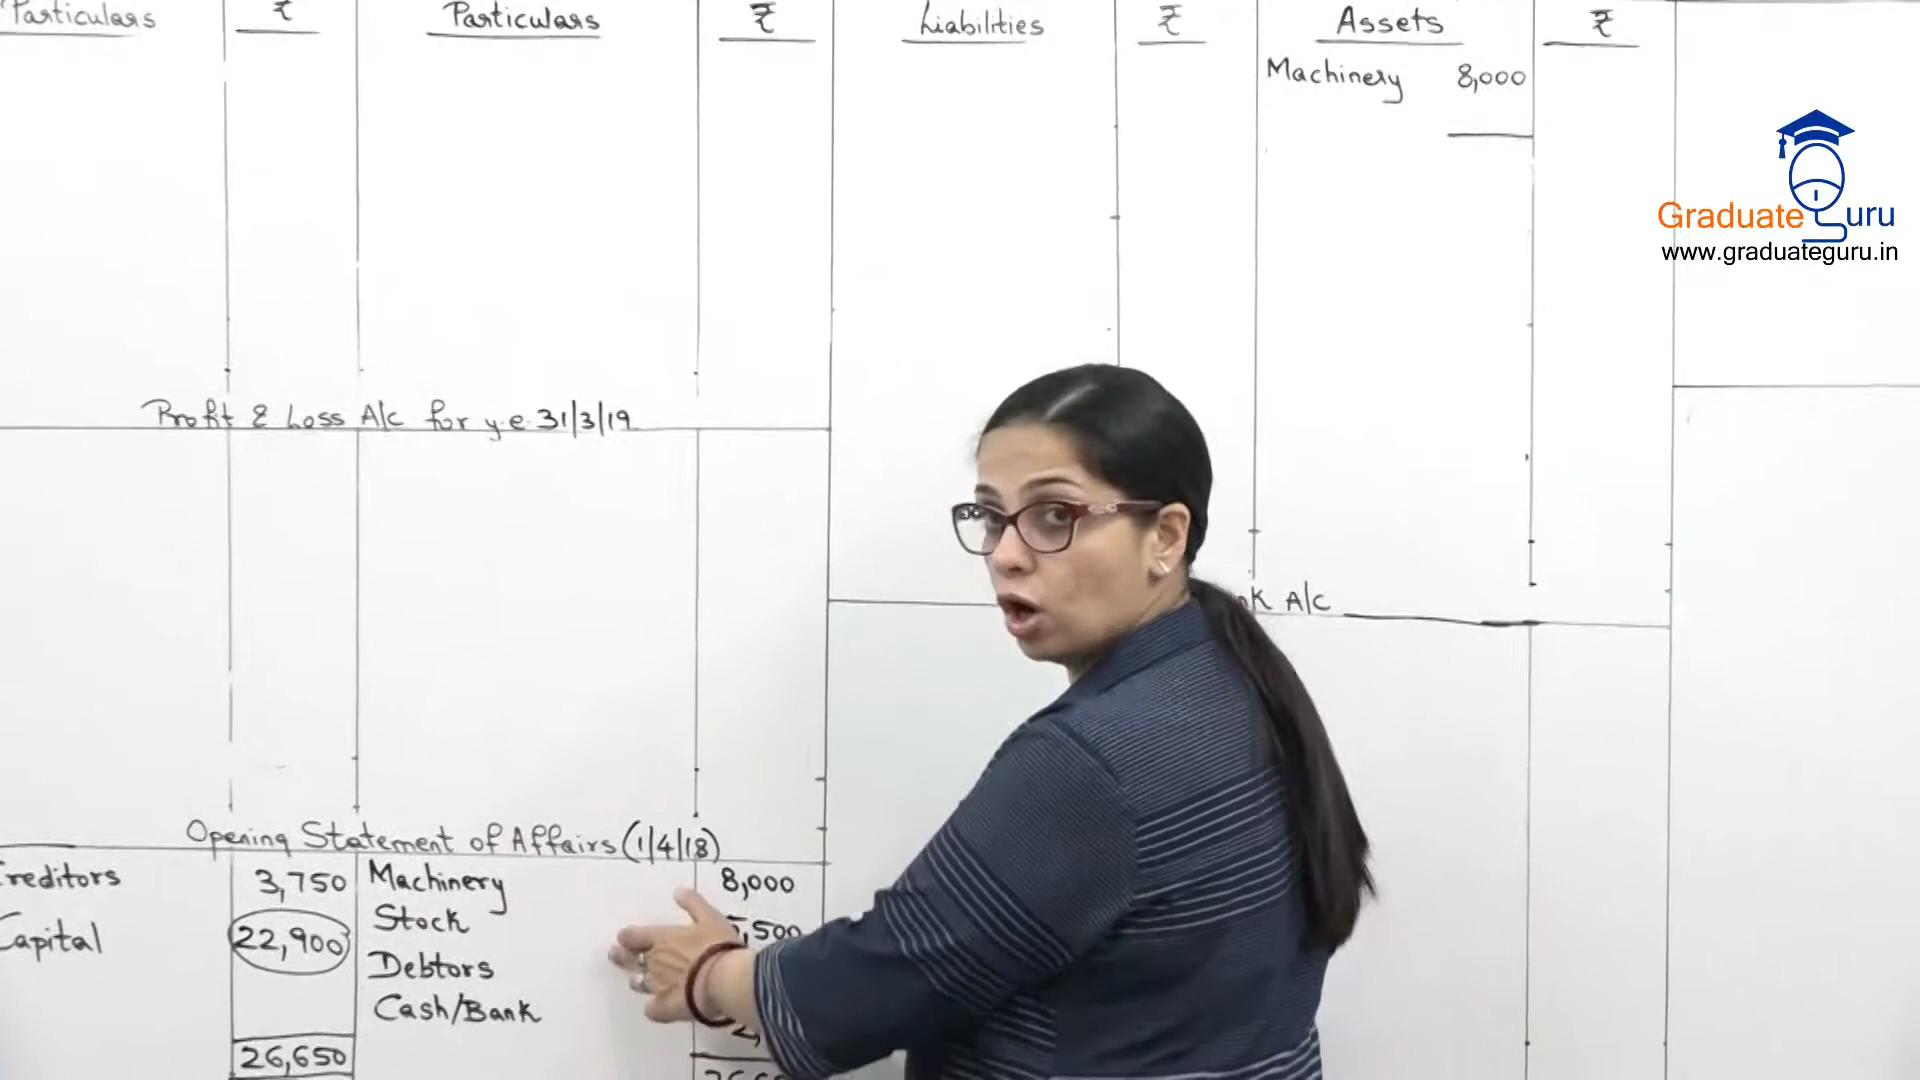 Particulars ₹ Particulars ₹ Liabilities ₹ Assets ₹
Machinery 8,000
Graduate Guru
www.graduateguru.in
Profit & Loss A/c for y.e. 31/3/19
A/c
Opening Statement of Affairs (1/4/18)
Creditors 3,750 Machinery 8,000
Stock
Capital 22,900 Debtors
Cash/Bank
26,650